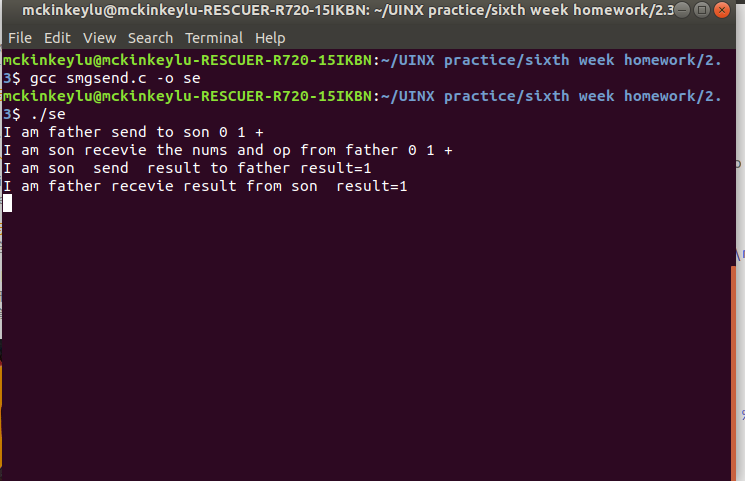 mckinkeylu@mckinkeylu-RESCUER-R720-15IKBN: ~/UINX practice/sixth week homework/2.3
File Edit View Search Terminal Help
mckinkeylu@mckinkeylu-RESCUER-R720-15IKBN:~/UINX practice/sixth week homework/2.
3$ gcc smgsend.c -o se
mckinkeylu@mckinkeylu-RESCUER-R720-15IKBN:~/UINX practice/sixth week homework/2.
3$ ./se
I am father send to son 0 1 +
I am son recevie the nums and op from father 0 1 +
I am son  send  result to father result=1
I am father recevie result from son  result=1